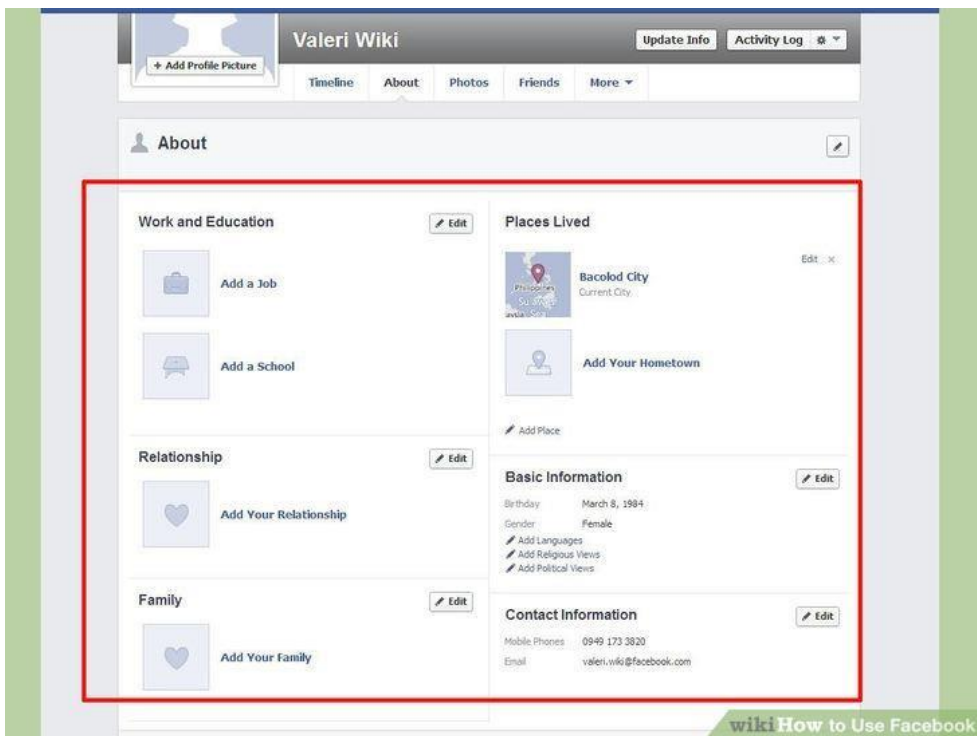 Valeri Wiki
Update Info
Activity Log
+ Add Profile Picture
Timeline About Photos Friends More
About
Work and Education
Edit
Add a Job
Add a School
Places Lived
Edit ×
Philippines
Bacolod City
Current City
Add Your Hometown
Add Place
Relationship
Edit
Add Your Relationship
Basic Information
Edit
Birthday March 8, 1984
Gender Female
Add Languages
Add Religious Views
Add Political Views
Family
Edit
Add Your Family
Contact Information
Edit
Mobile Phones 0949 173 3820
Email valeri.wiki@facebook.com
wikiHow to Use Facebook